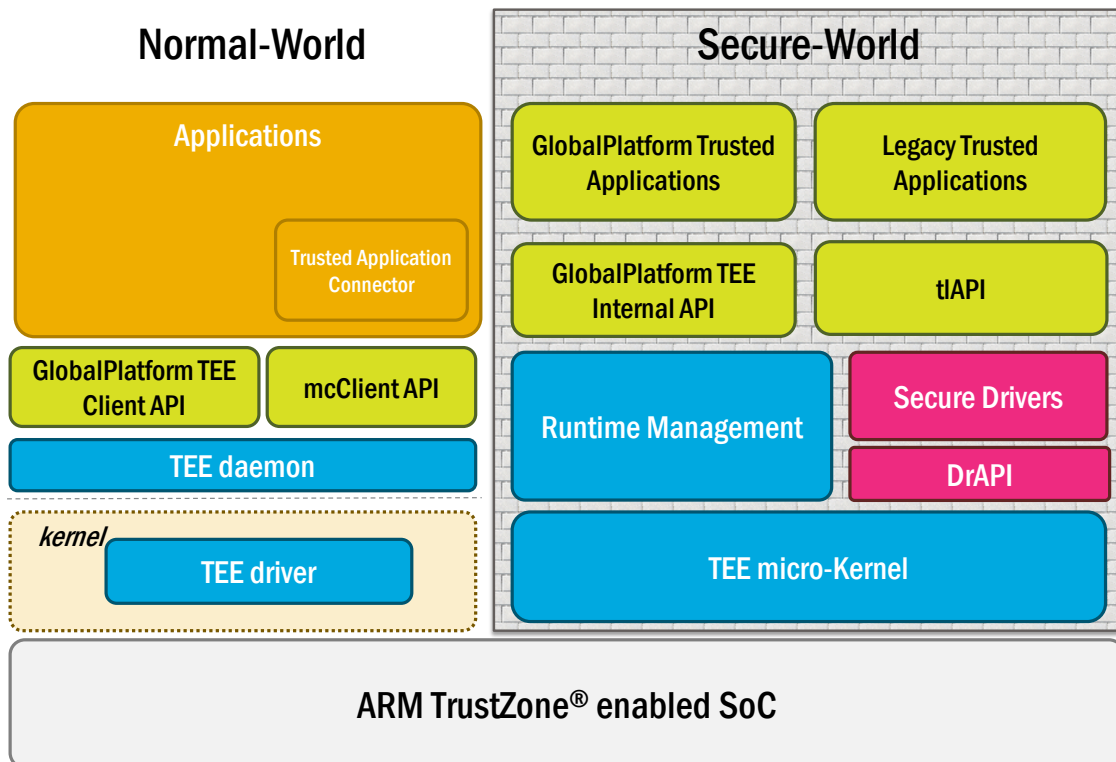 Normal-World
Applications
Trusted Application
Connector
GlobalPlatform TEE
Client API
mcClient API
TEE daemon
kernel
TEE driver
Secure-World
GlobalPlatform Trusted
Applications
Legacy Trusted
Applications
GlobalPlatform TEE
Internal API
tlAPI
Runtime Management
Secure Drivers
DrAPI
TEE micro-Kernel
ARM TrustZone® enabled SoC